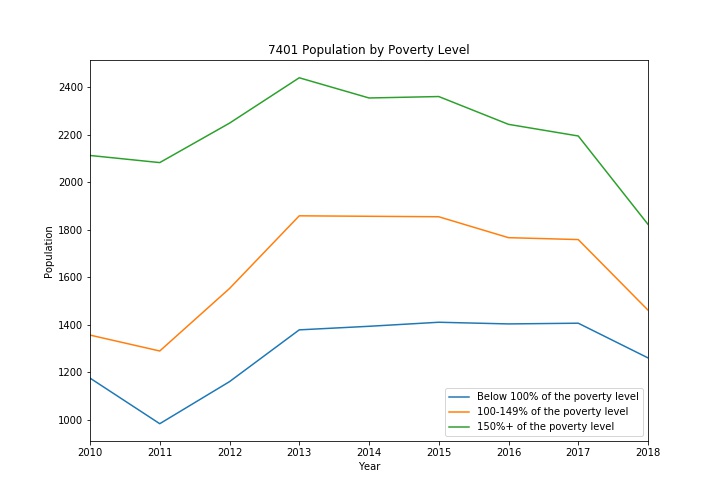 7401 Population by Poverty Level
2400
2200
2000
1800
1600
1400
1200
1000
Population
2010 2011 2012 2013 2014 2015 2016 2017 2018
Year
Below 100% of the poverty level
100-149% of the poverty level
150%+ of the poverty level